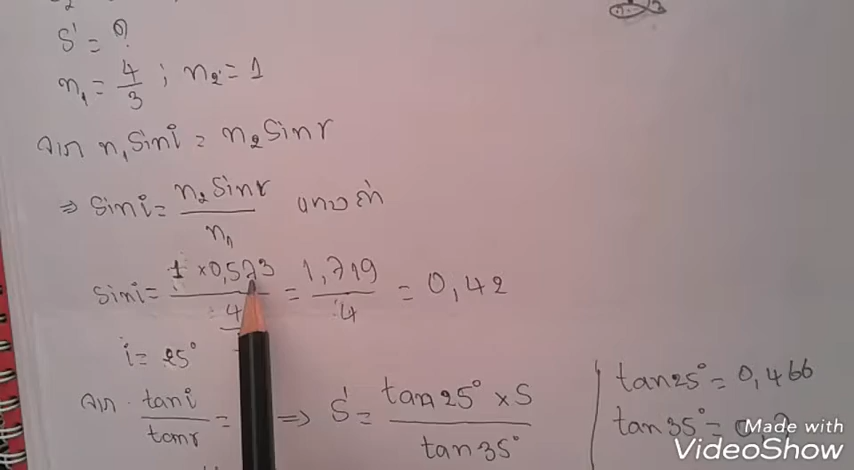 S' = ?
n₁ = 4/3 ; n₂ = 1
ຈາກ n₁ Sin i = n₂ Sin r
⇒ Sin i = n₂ Sin r / n₁ ແທນຄ່າ
Sin i = 1 × 0,573 / 4 = 1,719 / 4 = 0,42
i = 25°
ຈາກ tan i / tan r = ⇒ S' = tan 25° × S / tan 35°
tan 25° = 0,466
tan 35° = 0,7
Made with
VideoShow